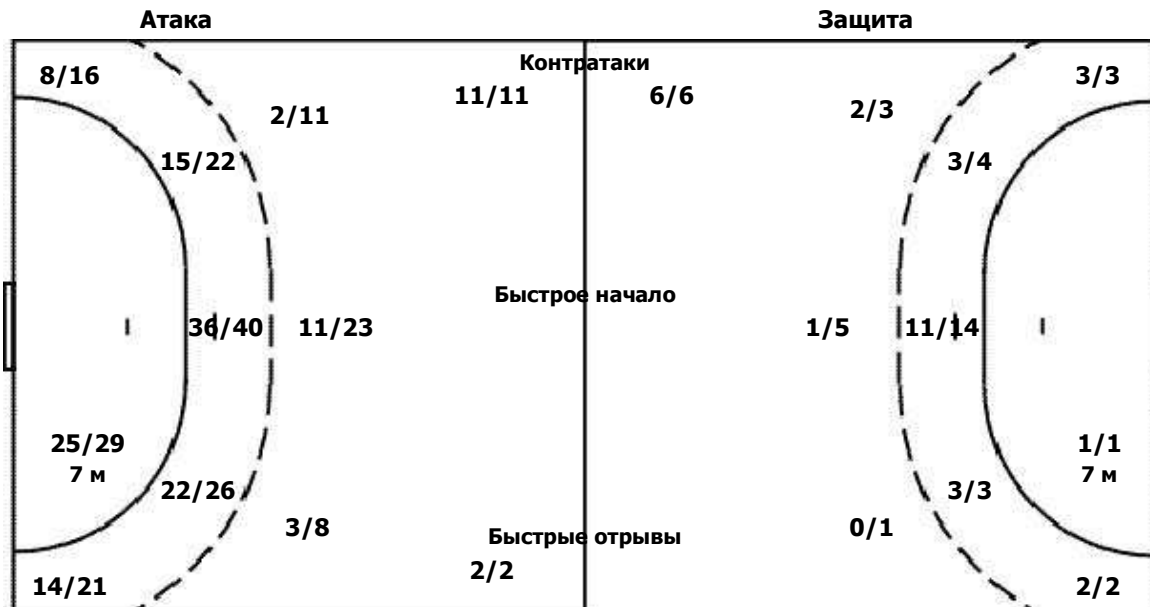 Атака Защита
Контратаки
8/16 3/3
11/11 6/6
2/11 2/3
15/22 3/4
Быстрое начало
36/40 11/23 1/5 11/14
25/29 1/1
7 м 7 м
22/26 3/3
3/8 0/1
Быстрые отрывы
2/2
14/21 2/2